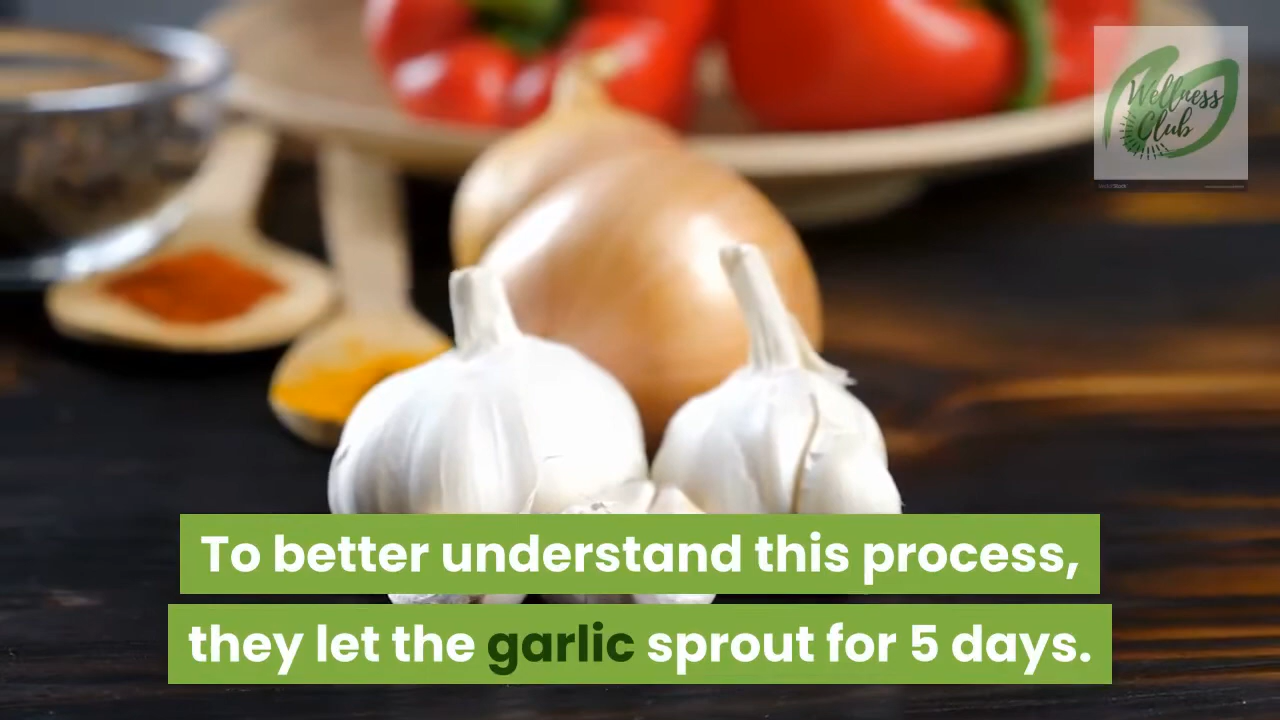 Wellness
Club
To better understand this process,
they let the garlic sprout for 5 days.